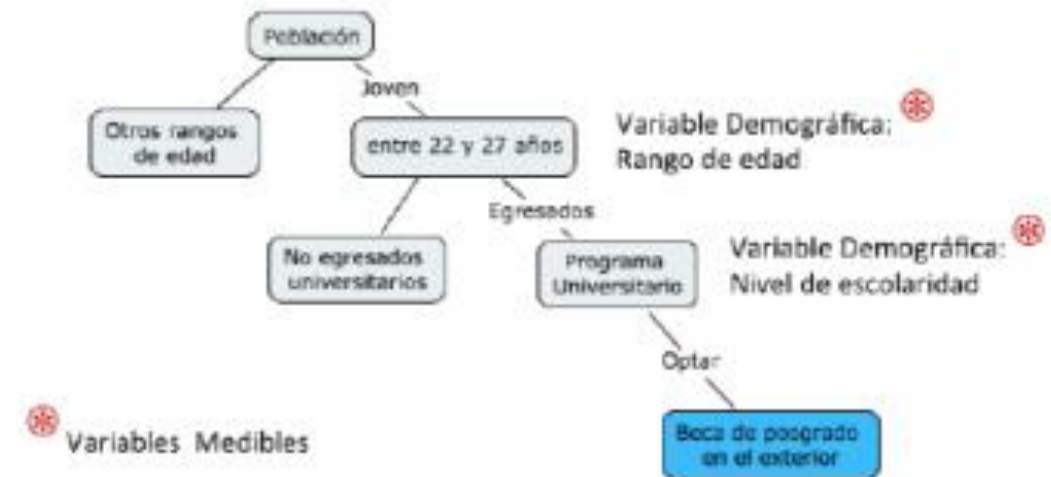 Población
Joven
Otros rangos
de edad
entre 22 y 27 años
Variable Demográfica:
Rango de edad
Egresados
No egresados
universitarios
Programa
Universitario
Variable Demográfica:
Nivel de escolaridad
Optar
Variables Medibles
Beca de posgrado
en el exterior